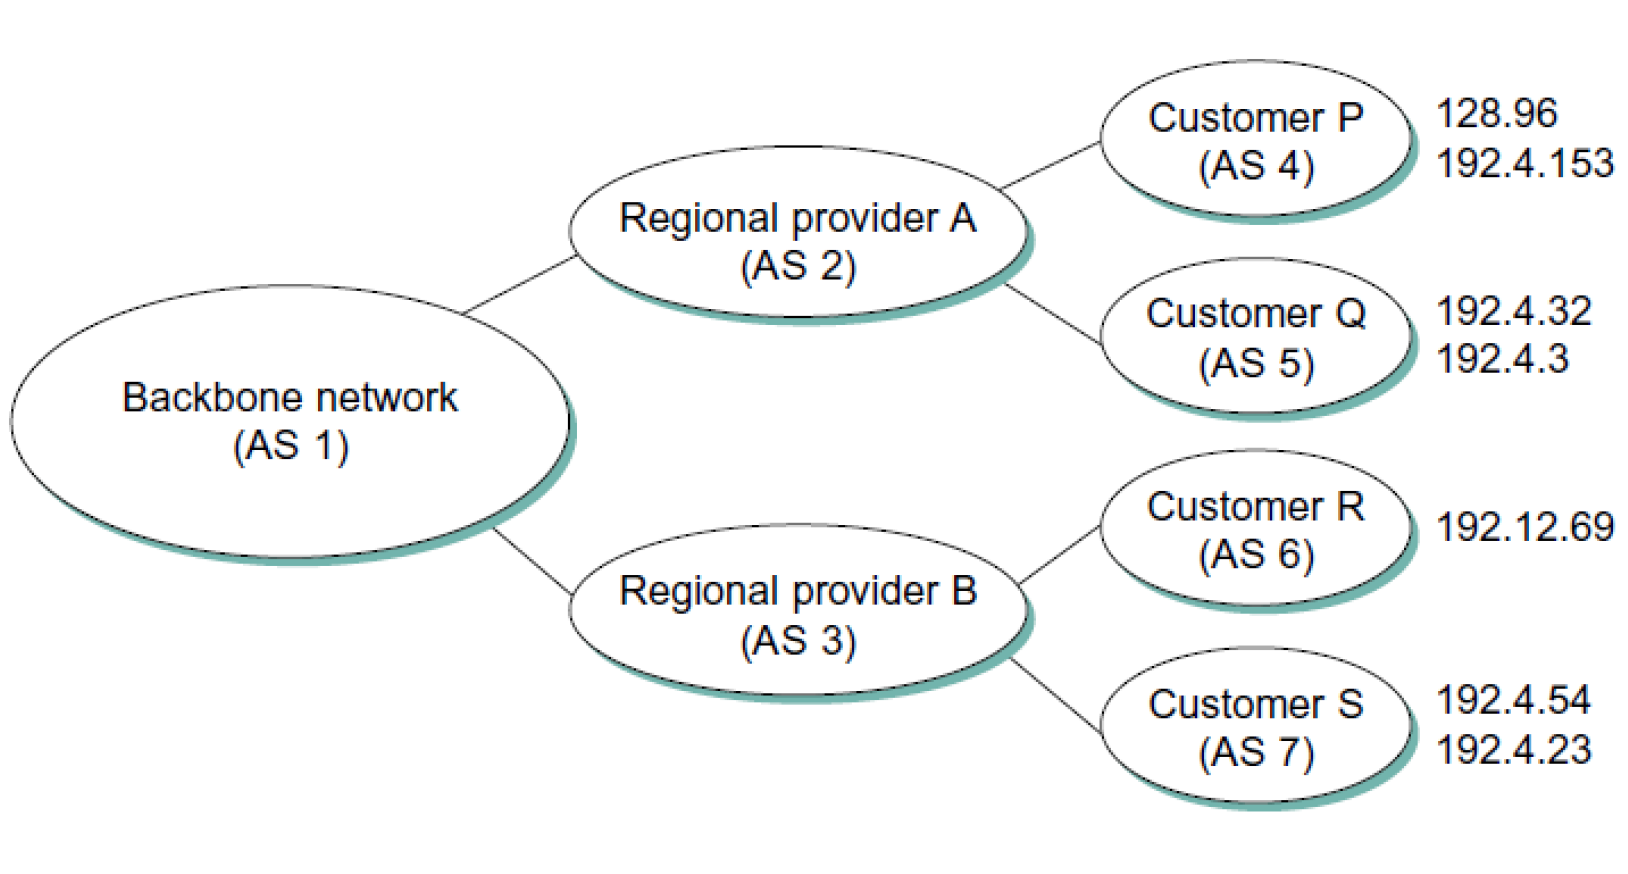 Backbone network
(AS 1)
Regional provider A
(AS 2)
Regional provider B
(AS 3)
Customer P
(AS 4)
128.96
192.4.153
Customer Q
(AS 5)
192.4.32
192.4.3
Customer R
(AS 6)
192.12.69
Customer S
(AS 7)
192.4.54
192.4.23